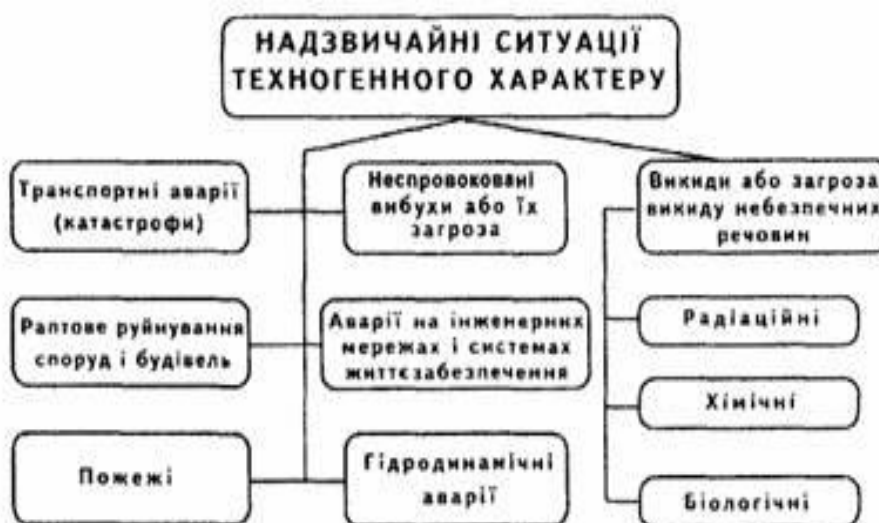 НАДЗВИЧАЙНІ СИТУАЦІЇ
ТЕХНОГЕННОГО ХАРАКТЕРУ
Транспортні аварії
(катастрофи)
Неспровоковані
вибухи або їх
загроза
Викиди або загроза
викиду небезпечних
речовин
Раптове руйнування
споруд і будівель
Аварії на інженерних
мережах і системах
життєзабезпечення
Радіаційні
Хімічні
Пожежі
Гідродинамічні
аварії
Біологічні